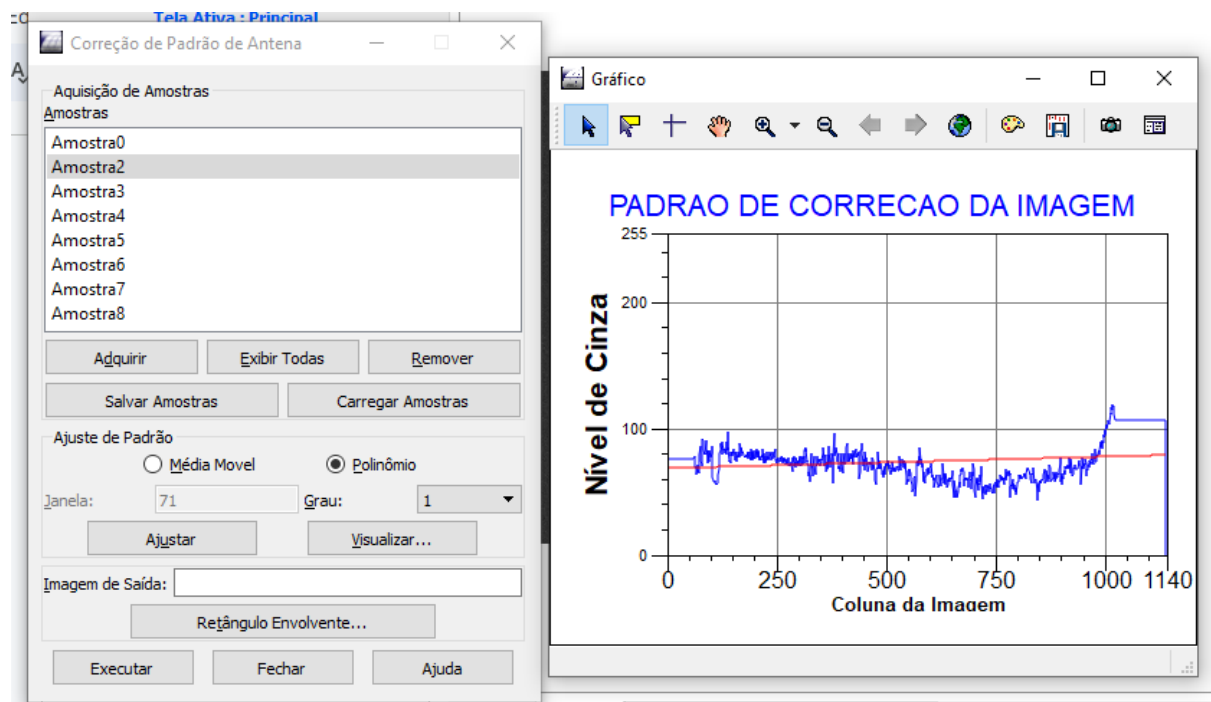 Tela Ativa : Principal
Correção de Padrão de Antena
Aquisição de Amostras
Amostras
Amostra0
Amostra2
Amostra3
Amostra4
Amostra5
Amostra6
Amostra7
Amostra8
Adquirir Exibir Todas Remover
Salvar Amostras Carregar Amostras
Ajuste de Padrão
Média Movel Polinômio
Janela: 71 Grau: 1
Ajustar Visualizar...
Imagem de Saída:
Retângulo Envolvente...
Executar Fechar Ajuda
Gráfico
PADRAO DE CORRECAO DA IMAGEM
255
200
100
0
Nível de Cinza
0 250 500 750 1000 1140
Coluna da Imagem